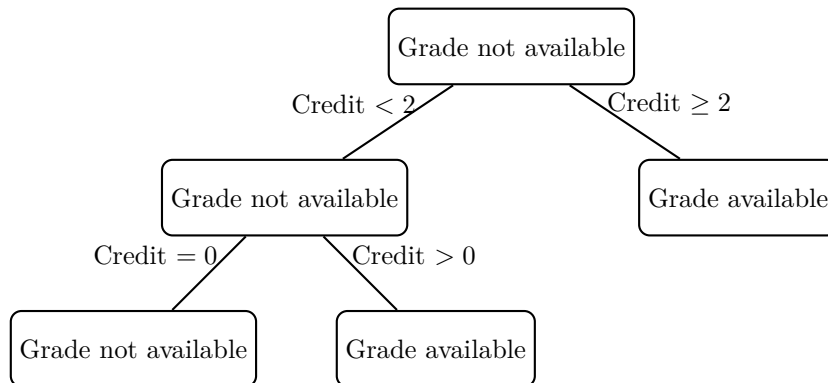 Grade not available
Credit < 2
Credit ≥ 2
Grade not available
Grade available
Credit = 0
Credit > 0
Grade not available
Grade available